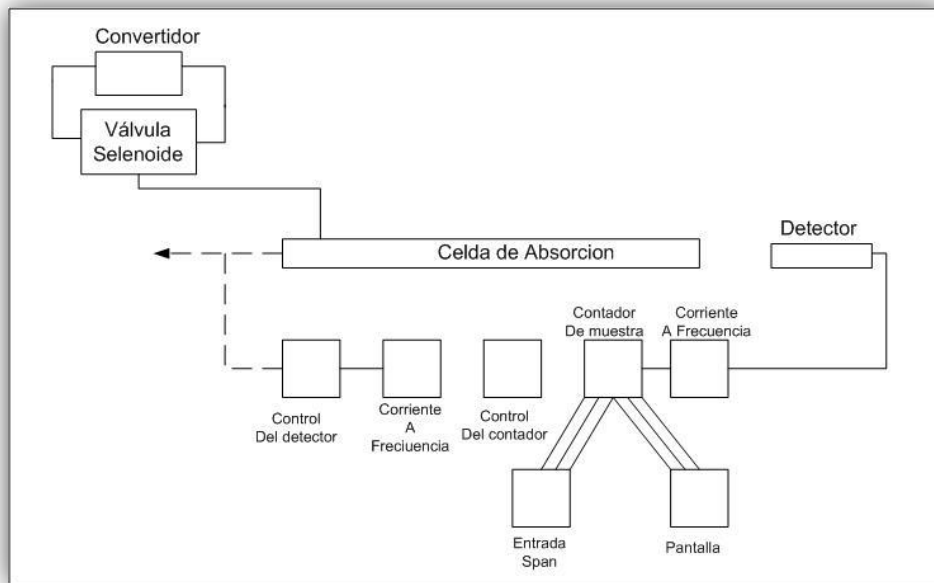 Convertidor
Válvula
Selenoide
Celda de Absorcion
Detector
Contador
De muestra
Corriente
A Frecuencia
Control
Del detector
Corriente
A
Freciuencia
Control
Del contador
Entrada
Span
Pantalla